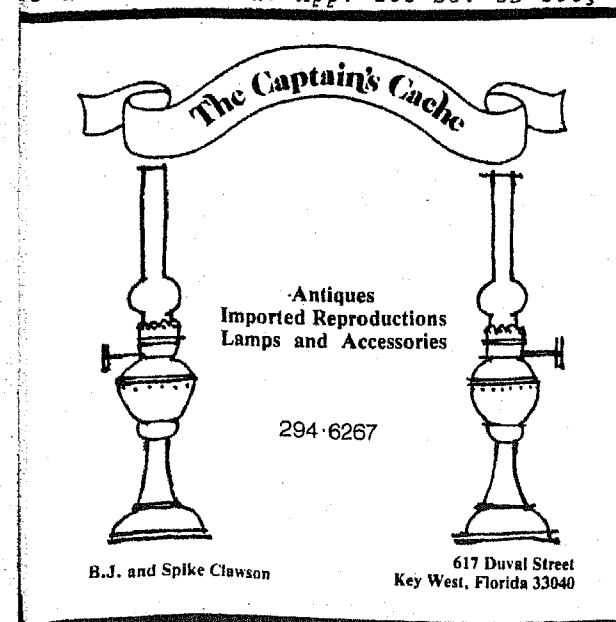 The Captain's Cache
Antiques
Imported Reproductions
Lamps and Accessories
294·6267
B.J. and Spike Clawson
617 Duval Street
Key West, Florida 33040